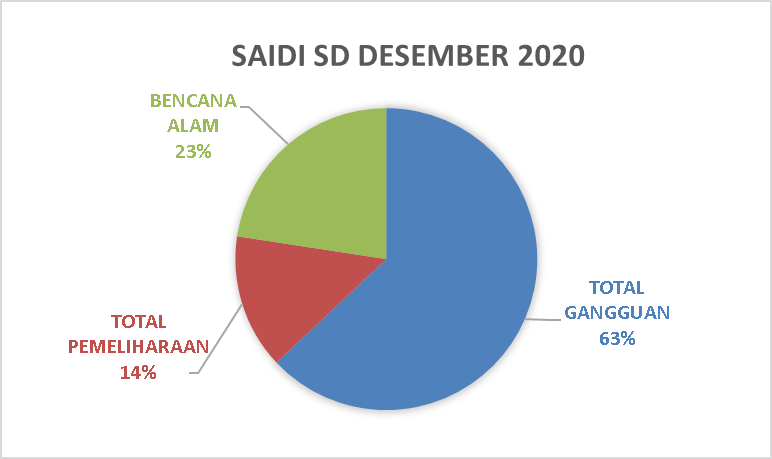 SAIDI SD DESEMBER 2020
BENCANA
ALAM
23%
TOTAL
GANGGUAN
63%
TOTAL
PEMELIHARAAN
14%